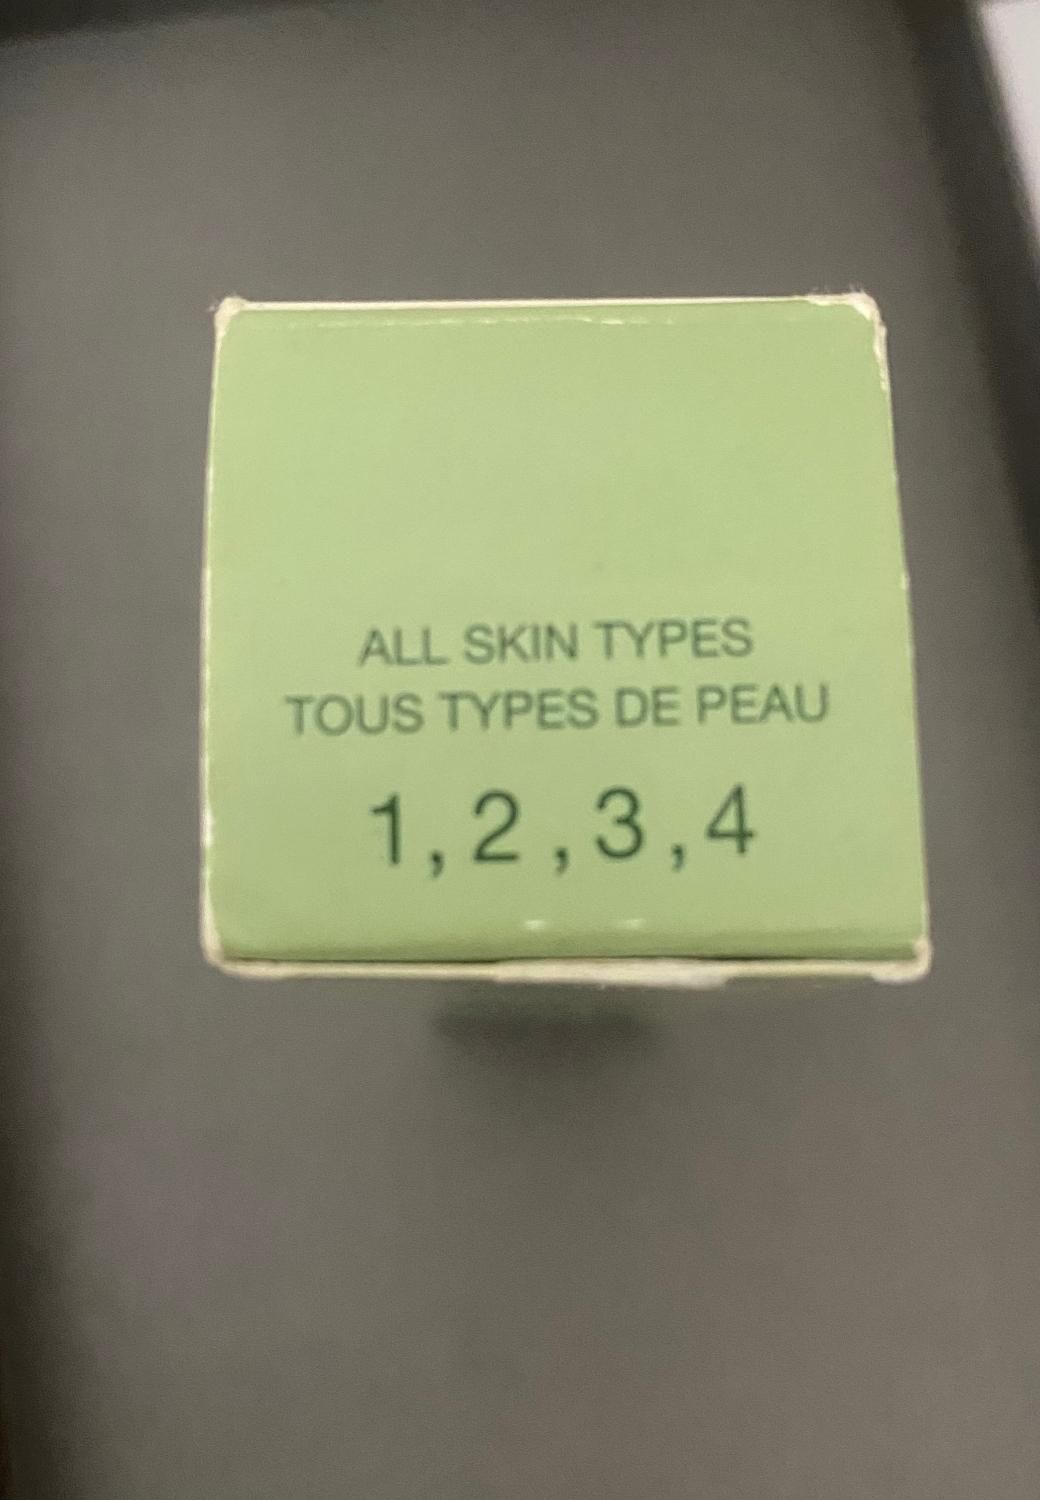 ALL SKIN TYPES
TOUS TYPES DE PEAU
1, 2 , 3 , 4